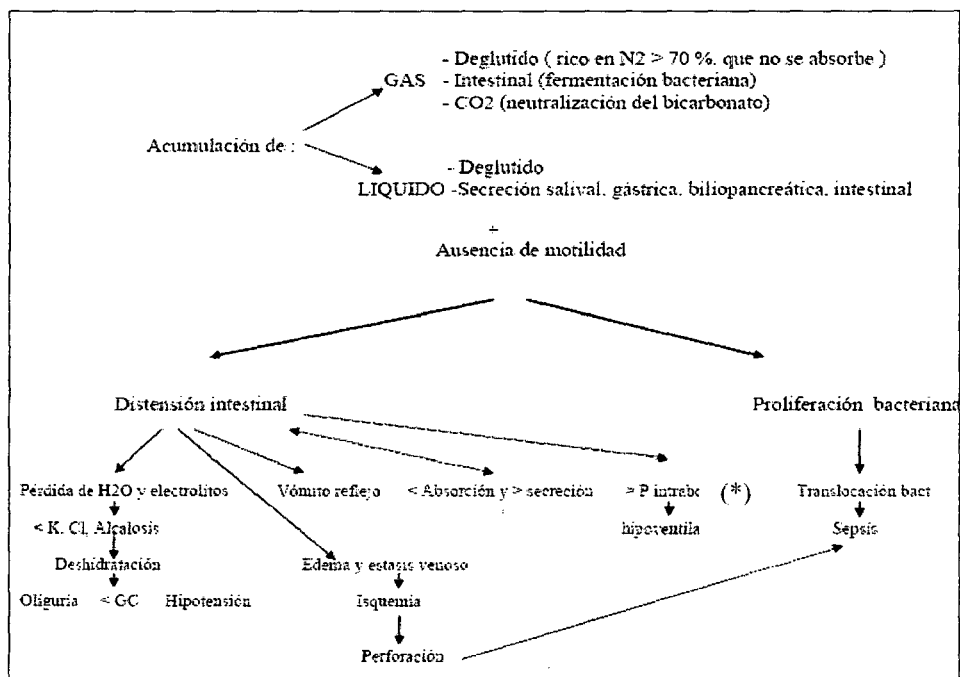 - Deglutido ( rico en N2 > 70 %. que no se absorbe )
GAS - Intestinal (fermentación bacteriana)
- CO2 (neutralización del bicarbonato)
Acumulación de :
- Deglutido
LIQUIDO -Secreción salival. gástrica. biliopancreática. intestinal
+
Ausencia de motilidad
Distensión intestinal Proliferación bacteriana
Pérdida de H2O y electrolitos Vómito reflejo < Absorción y > secreción > P intrabc (*) Translocación bact
< K. Cl, Alcalosis hipoventila Sepsis
Deshidratación Edema y estasis venoso
Oliguria < GC Hipotensión Isquemia
Perforación